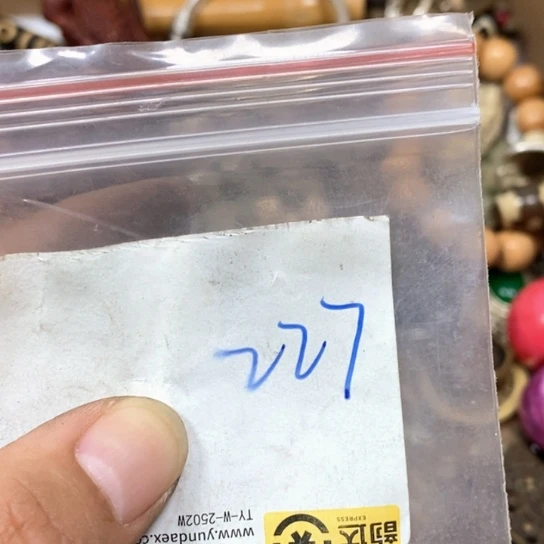 227
www.yundaex.c
TY-W-2502W
韵达
EXPRESS